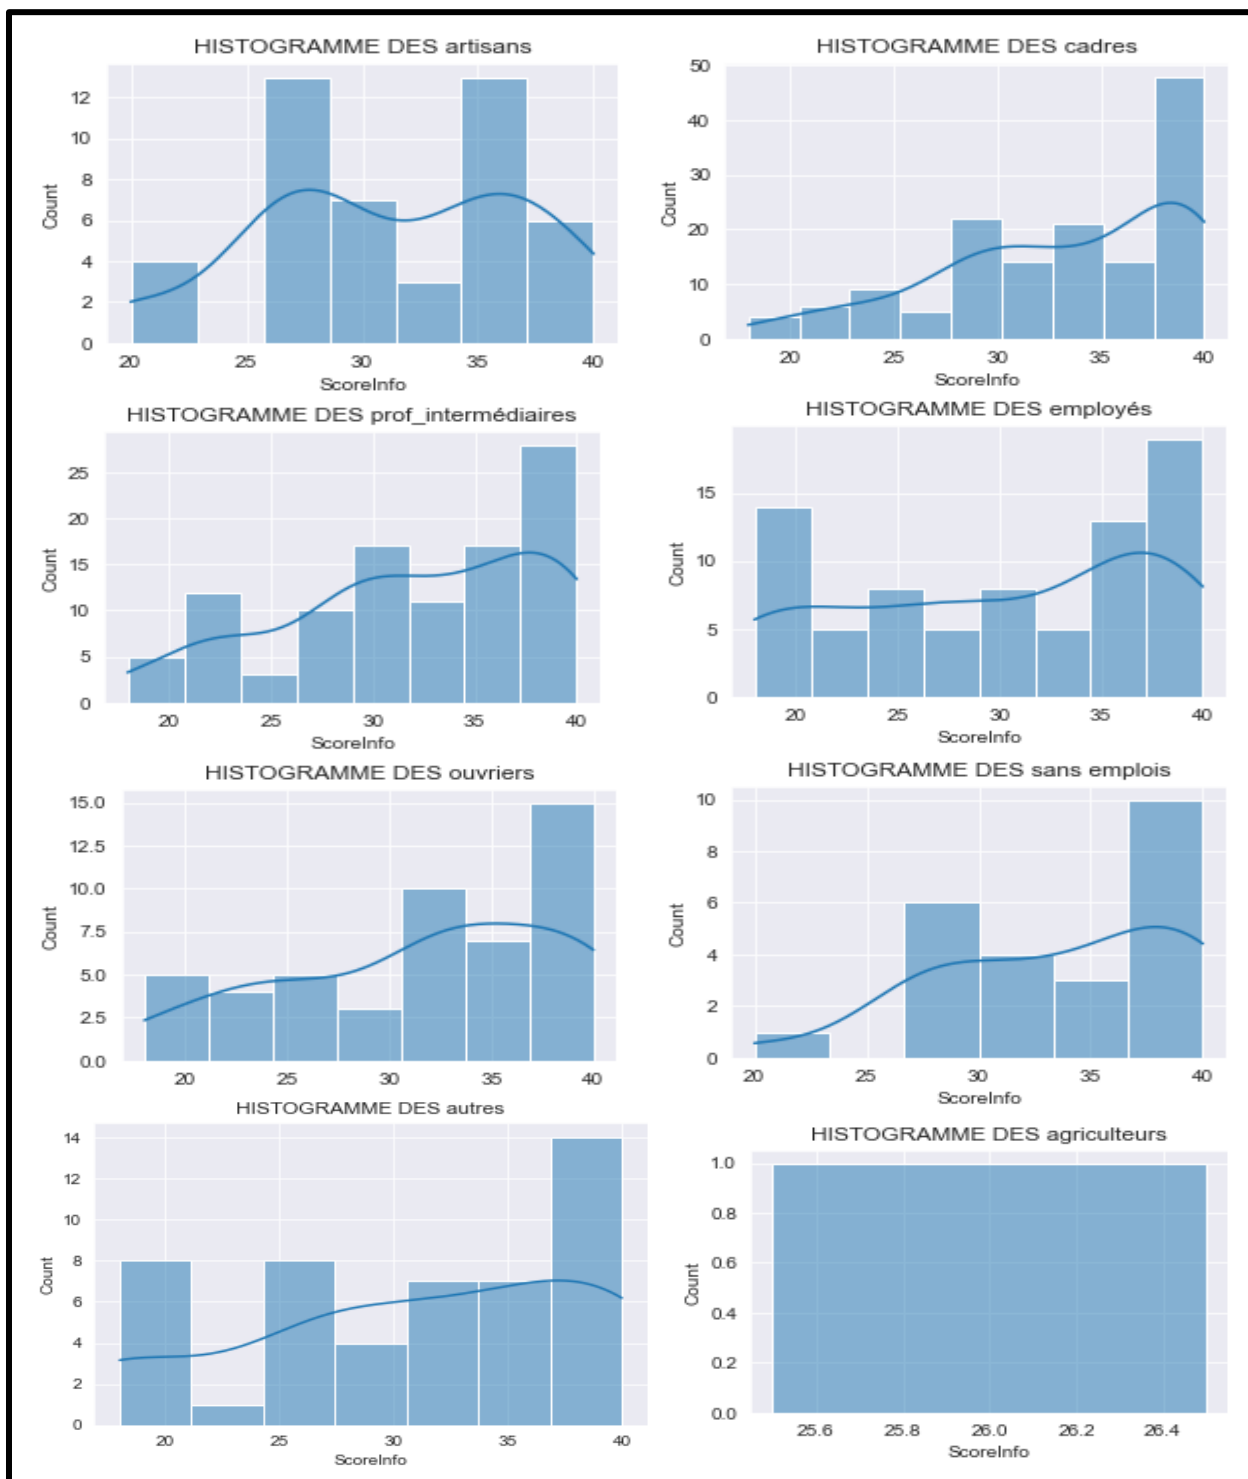 HISTOGRAMME DES artisans
Count
12
10
8
6
4
2
0
20 25 30 35 40
ScoreInfo
HISTOGRAMME DES cadres
Count
50
40
30
20
10
0
20 25 30 35 40
ScoreInfo
HISTOGRAMME DES prof_intermédiaires
Count
25
20
15
10
5
0
20 25 30 35 40
ScoreInfo
HISTOGRAMME DES employés
Count
15
10
5
0
20 25 30 35 40
ScoreInfo
HISTOGRAMME DES ouvriers
Count
15.0
12.5
10.0
7.5
5.0
2.5
0.0
20 25 30 35 40
ScoreInfo
HISTOGRAMME DES sans emplois
Count
10
8
6
4
2
0
20 25 30 35 40
ScoreInfo
HISTOGRAMME DES autres
Count
14
12
10
8
6
4
2
0
20 25 30 35 40
ScoreInfo
HISTOGRAMME DES agriculteurs
Count
1.0
0.8
0.6
0.4
0.2
0.0
25.6 25.8 26.0 26.2 26.4
ScoreInfo